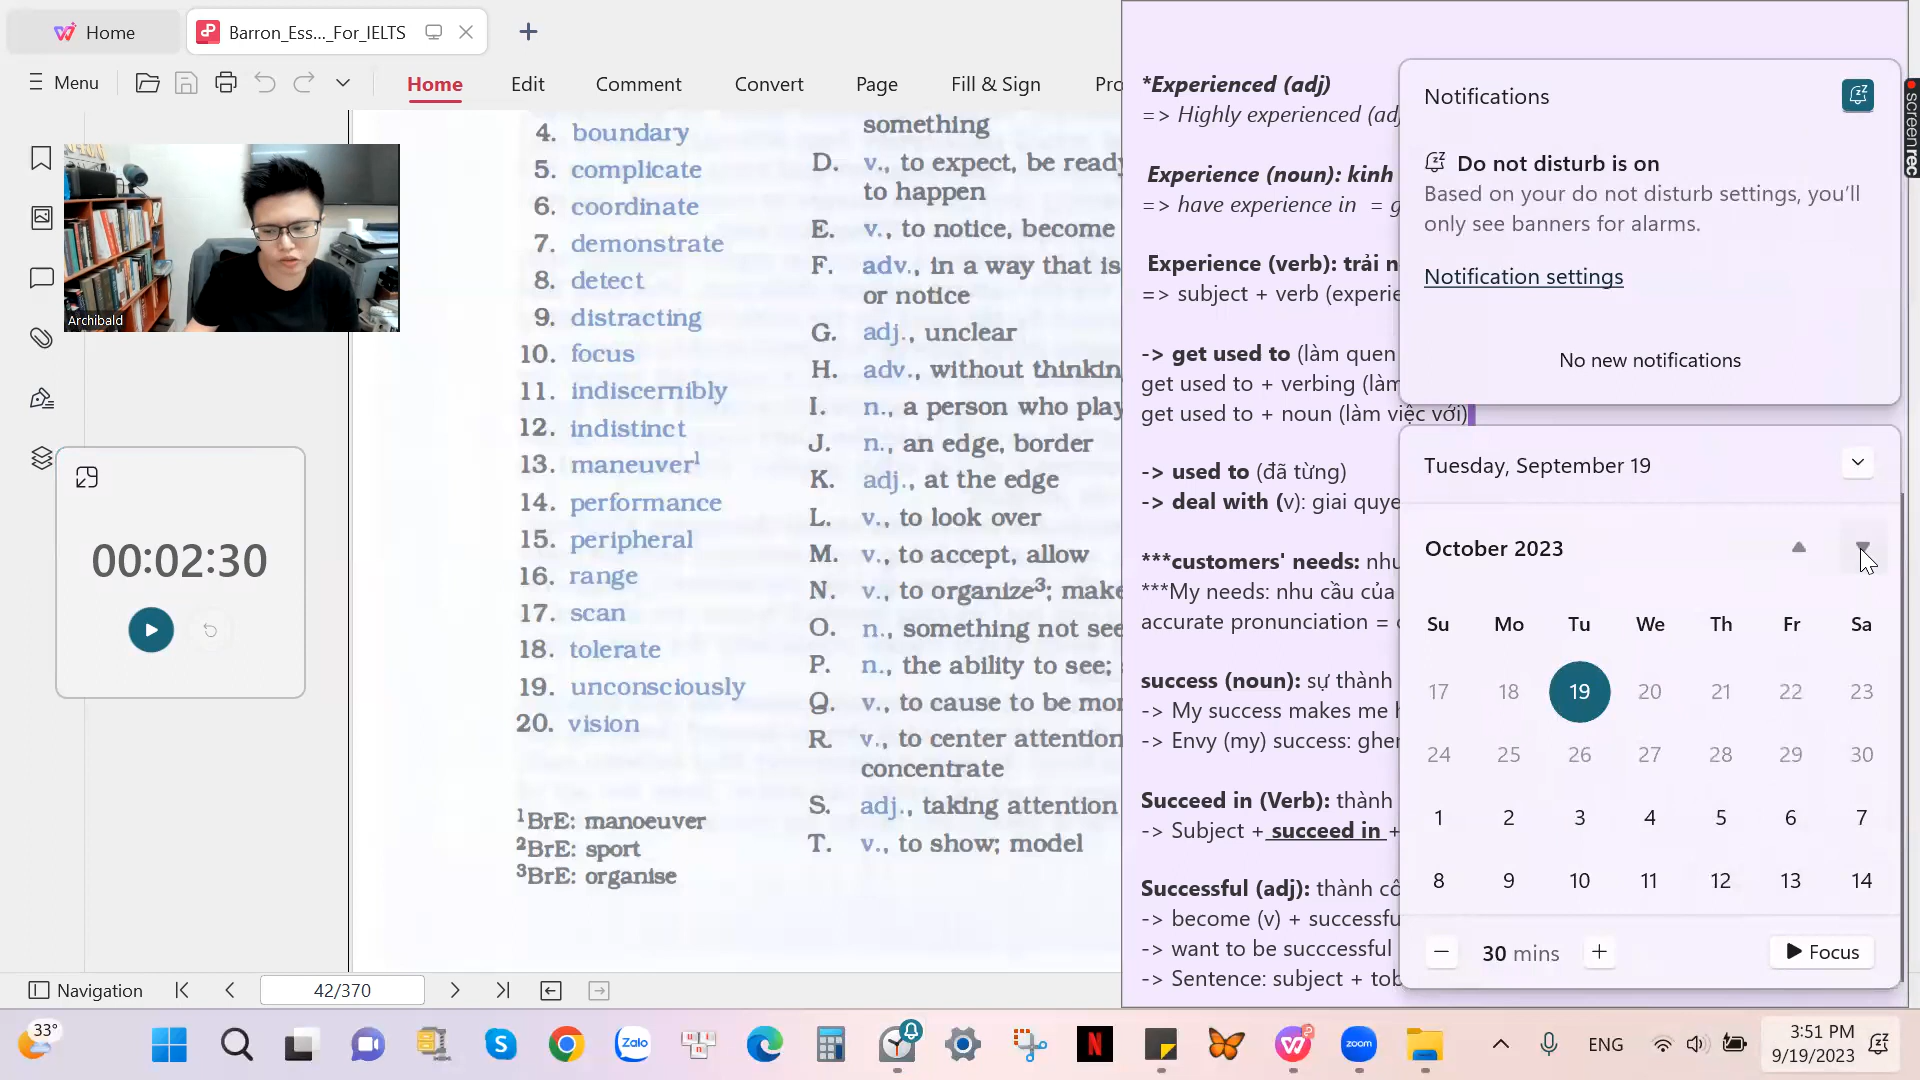 Home
Barron_Ess..._For_IELTS
Menu
Home
Edit
Comment
Convert
Page
Fill & Sign
Archibald
00:02:30
4. boundary
5. complicate
6. coordinate
7. demonstrate
8. detect
9. distracting
10. focus
11. indiscernibly
12. indistinct
13. maneuver¹
14. performance
15. peripheral
16. range
17. scan
18. tolerate
19. unconsciously
20. vision
¹BrE: manoeuver
²BrE: sport
³BrE: organise
something
D. v., to expect, be ready
to happen
E. v., to notice, become
F. adv., in a way that is
or notice
G. adj., unclear
H. adv., without
I. n., a person who
J. n., an edge, border
K. adj., at the edge
L. v., to look over
M. v., to accept, allow
N. v., to organize³; make
O. n., something not
P. n., the ability to see;
Q. v., to cause to be
R. v., to center attention
concentrate
S. adj., taking attention
T. v., to show; model
*Experienced (adj)
=> Highly experienced
Experience (noun): kinh
=> have experience in =
Experience (verb): trải
=> subject + verb
-> get used to (làm quen
get used to + verbing
get used to + noun (làm việc với)
-> used to (đã từng)
-> deal with (v): giai
***customers' needs:
***My needs: nhu cầu của
accurate pronunciation =
success (noun): sự thành
-> My success makes me
-> Envy (my) success:
Succeed in (Verb): thành
-> Subject + succeed in +
Successful (adj): thành
-> become (v) +
-> want to be succcessful
-> Sentence: subject +
Notifications
Do not disturb is on
Based on your do not disturb settings, you'll
only see banners for alarms.
Notification settings
No new notifications
Tuesday, September 19
October 2023
Su Mo Tu We Th Fr Sa
17 18 19 20 21 22 23
24 25 26 27 28 29 30
1 2 3 4 5 6 7
8 9 10 11 12 13 14
30 mins
Focus
screenrec
Navigation
42/370
33°
Zalo
zoom
ENG
3:51 PM
9/19/2023